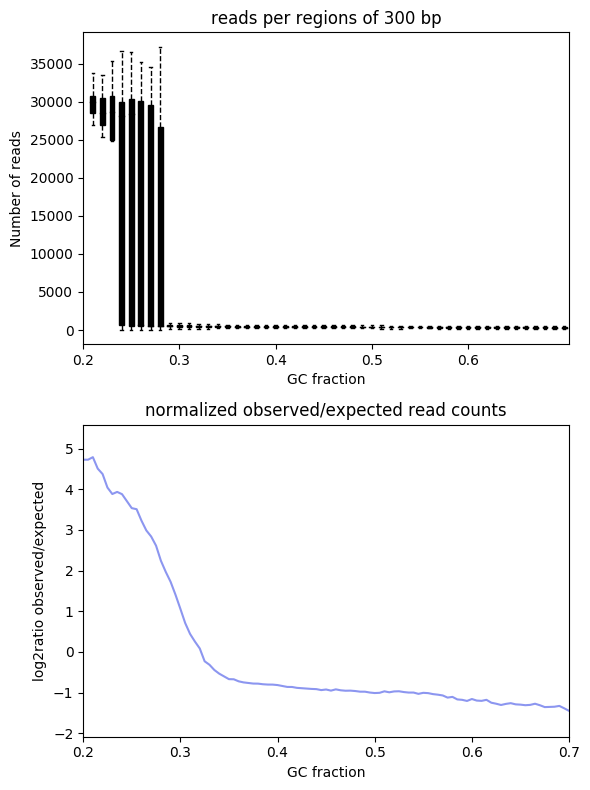 reads per regions of 300 bp
Number of reads
35000
30000
25000
20000
15000
10000
5000
0
0.2 0.3 0.4 0.5 0.6
GC fraction
normalized observed/expected read counts
log2ratio observed/expected
5
4
3
2
1
0
−1
−2
0.2 0.3 0.4 0.5 0.6 0.7
GC fraction